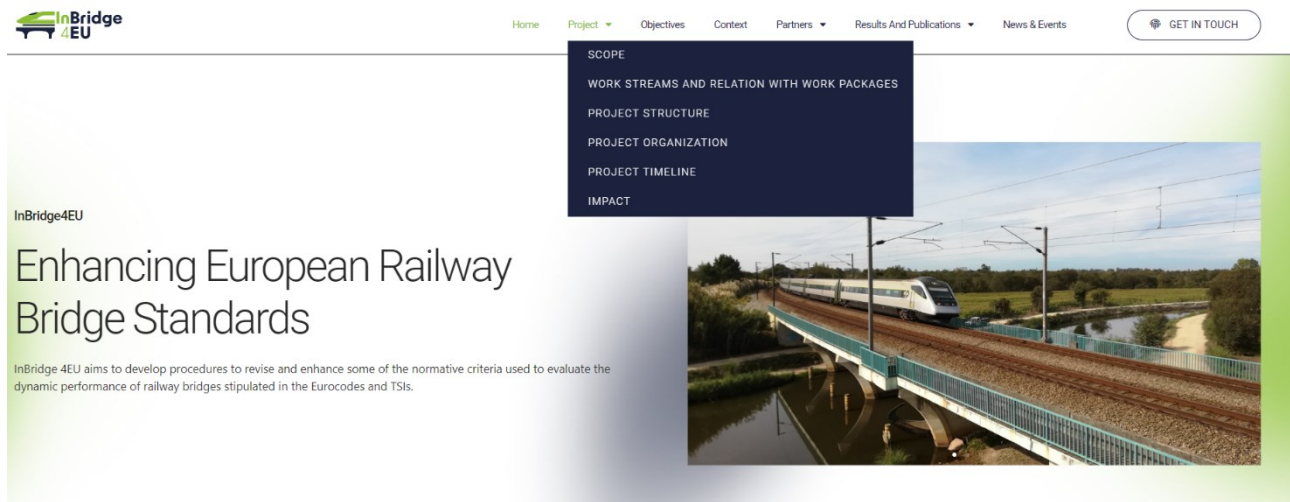 InBridge
4EU
Home Project Objectives Context Partners Results And Publications News & Events GET IN TOUCH
SCOPE
WORK STREAMS AND RELATION WITH WORK PACKAGES
PROJECT STRUCTURE
PROJECT ORGANIZATION
PROJECT TIMELINE
IMPACT
InBridge4EU
Enhancing European Railway
Bridge Standards
InBridge 4EU aims to develop procedures to revise and enhance some of the normative criteria used to evaluate the
dynamic performance of railway bridges stipulated in the Eurocodes and TSIs.